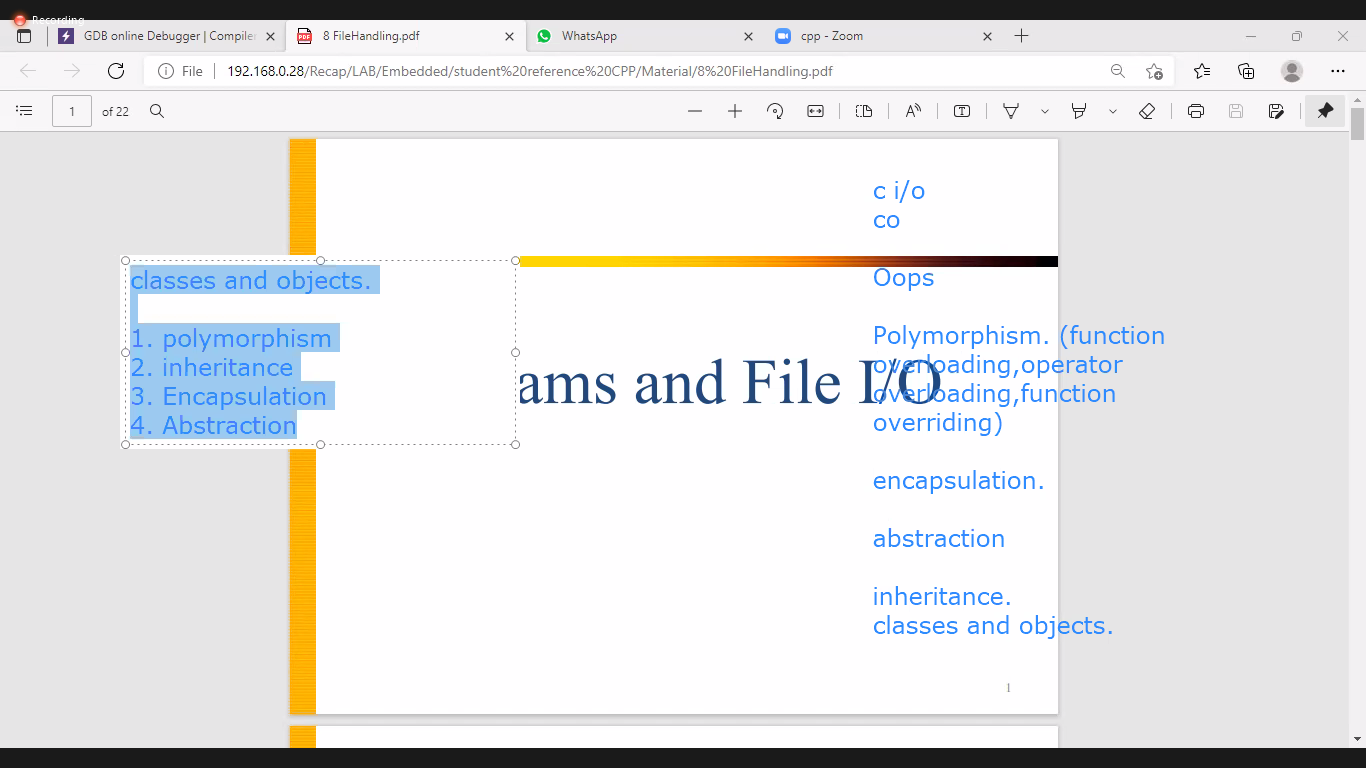 Recording
GDB online Debugger | Compiler
8 FileHandling.pdf
WhatsApp
cpp - Zoom
File
192.168.0.28/Recap/LAB/Embedded/student%20reference%20CPP/Material/8%20FileHandling.pdf
1
of 22
c i/o
co
classes and objects.
Oops
1. polymorphism
2. inheritance
3. Encapsulation
4. Abstraction
ams and File I/O
Polymorphism. (function
overloading,operator
overloading,function
overriding)
encapsulation.
abstraction
inheritance.
classes and objects.
1